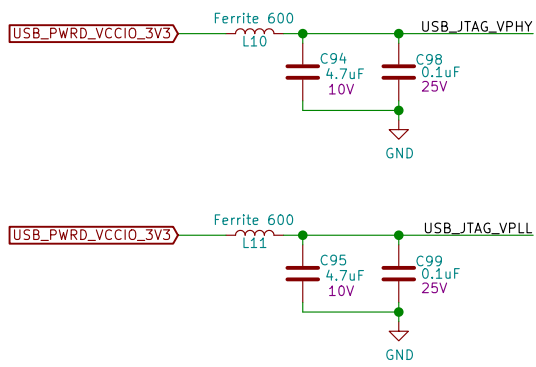 Ferrite 600
USB_PWRD_VCCIO_3V3
L10
USB_JTAG_VPHY
C94
4.7uF
10V
C98
0.1uF
25V
GND
Ferrite 600
USB_PWRD_VCCIO_3V3
L11
USB_JTAG_VPLL
C95
4.7uF
10V
C99
0.1uF
25V
GND